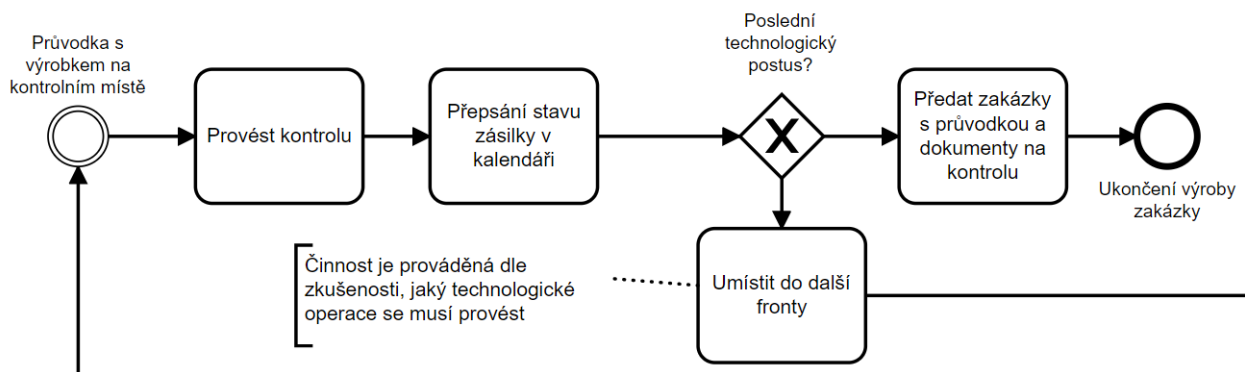 Průvodka s
výrobkem na
kontrolním místě
Provést kontrolu
Přepsání stavu
zásilky v
kalendáři
Poslední
technologický
postus?
Předat zakázky
s průvodkou a
dokumenty na
kontrolu
Ukončení výroby
zakázky
Činnost je prováděná dle
zkušenosti, jaký technologické
operace se musí provést
Umístit do další
fronty